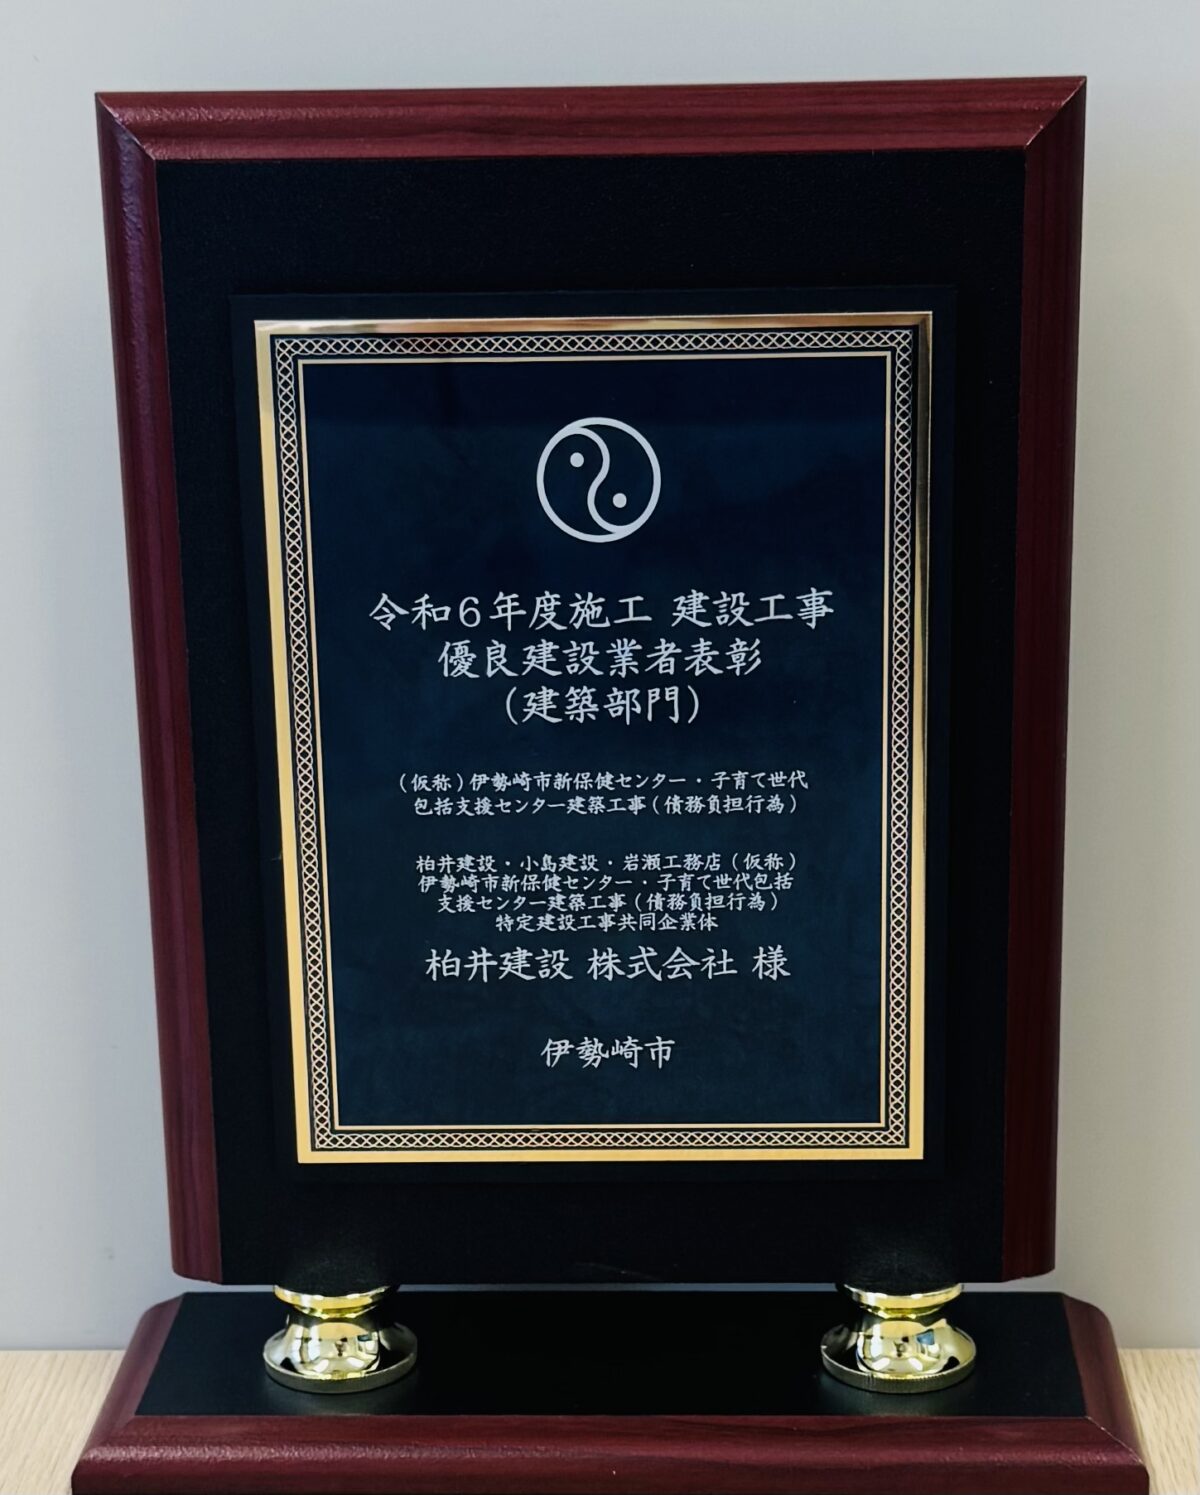 令和6年度施工 建設工事
優良建設業者表彰
(建築部門)
(仮称)伊勢崎市新保健センター・子育て世代
包括支援センター建築工事(債務負担行為)
柏井建設・小島建設・岩瀬工務店(仮称)
伊勢崎市新保健センター・子育て世代包括
支援センター建築工事(債務負担行為)
特定建設工事共同企業体
柏井建設 株式会社 様
伊勢崎市